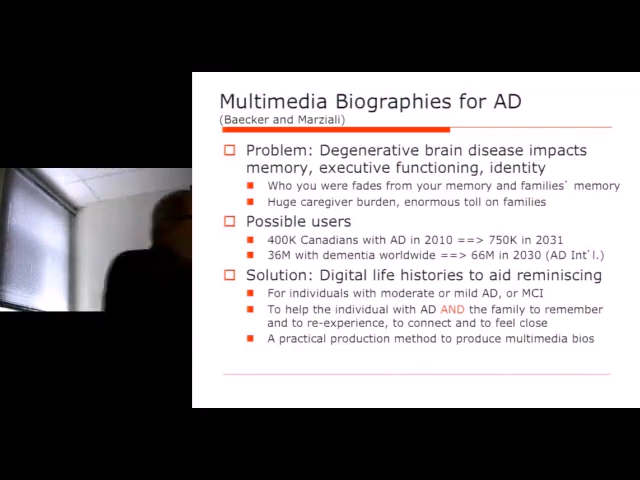 Multimedia Biographies for AD
(Baecker and Marziali)
Problem: Degenerative brain disease impacts
memory, executive functioning, identity
Who you were fades from your memory and families´ memory
Huge caregiver burden, enormous toll on families
Possible users
400K Canadians with AD in 2010 ==> 750K in 2031
36M with dementia worldwide ==> 66M in 2030 (AD Int`l.)
Solution: Digital life histories to aid reminiscing
For individuals with moderate or mild AD, or MCI
To help the individual with AD AND the family to remember
and to re-experience, to connect and to feel close
A practical production method to produce multimedia bios